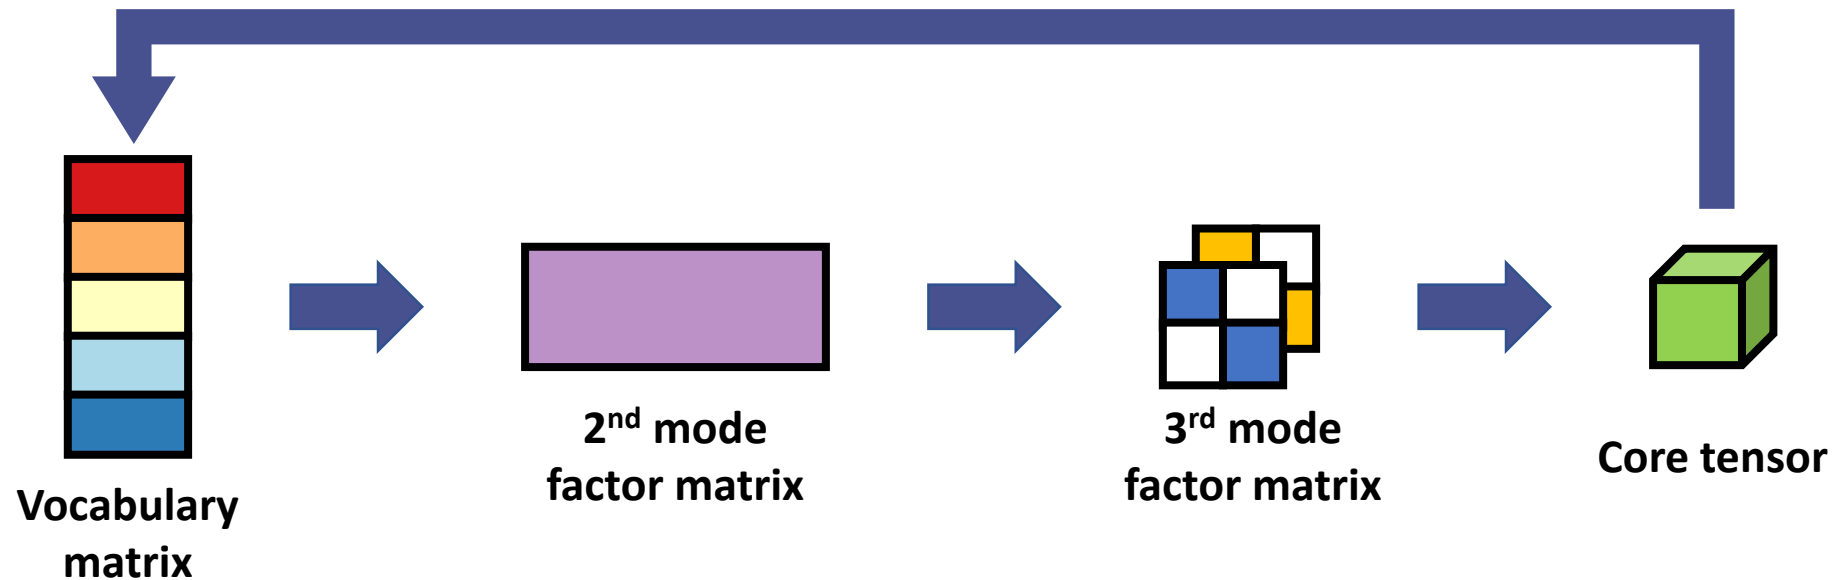 Vocabulary
matrix
2nd mode
factor matrix
3rd mode
factor matrix
Core tensor